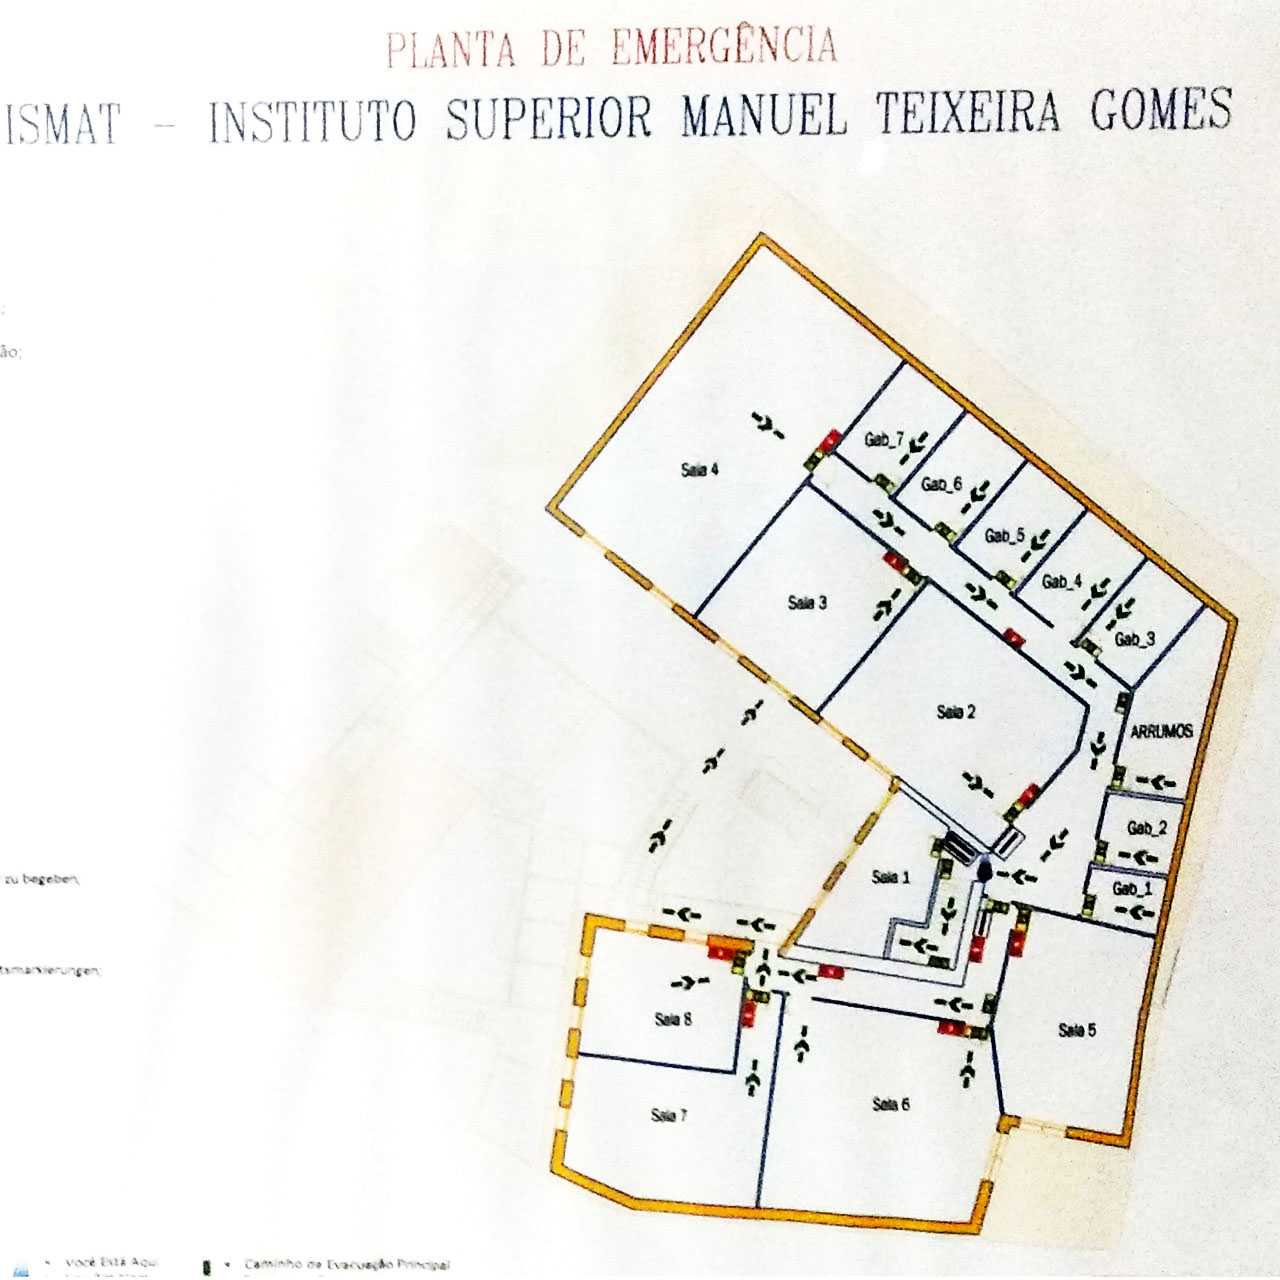 PLANTA DE EMERGÊNCIA
ISMAT - INSTITUTO SUPERIOR MANUEL TEIXEIRA GOMES
ão;
Gab_7
Sala 4
Gab_6
Gab_5
Gab_4
Sala 3
Gab_3
Sala 2
ARRUMOS
Gab_2
Sala 1
Gab_1
zu begeben;
tsmarkierungen;
Sala 8
Sala 5
Sala 6
Sala 7
• Você Está Aqui
• Caminho de Evacuação Principal